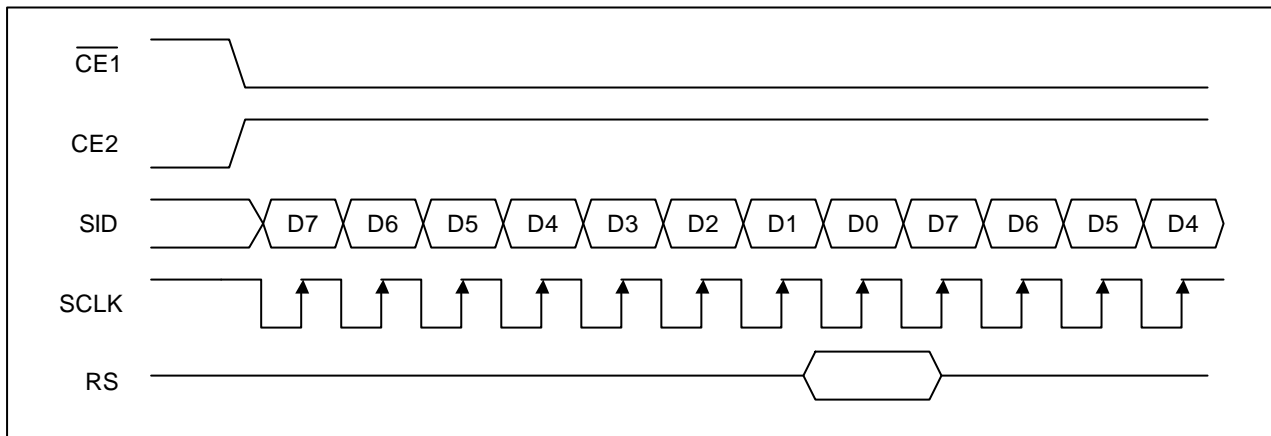 CE1
CE2
SID D7 D6 D5 D4 D3 D2 D1 D0 D7 D6 D5 D4
SCLK
RS